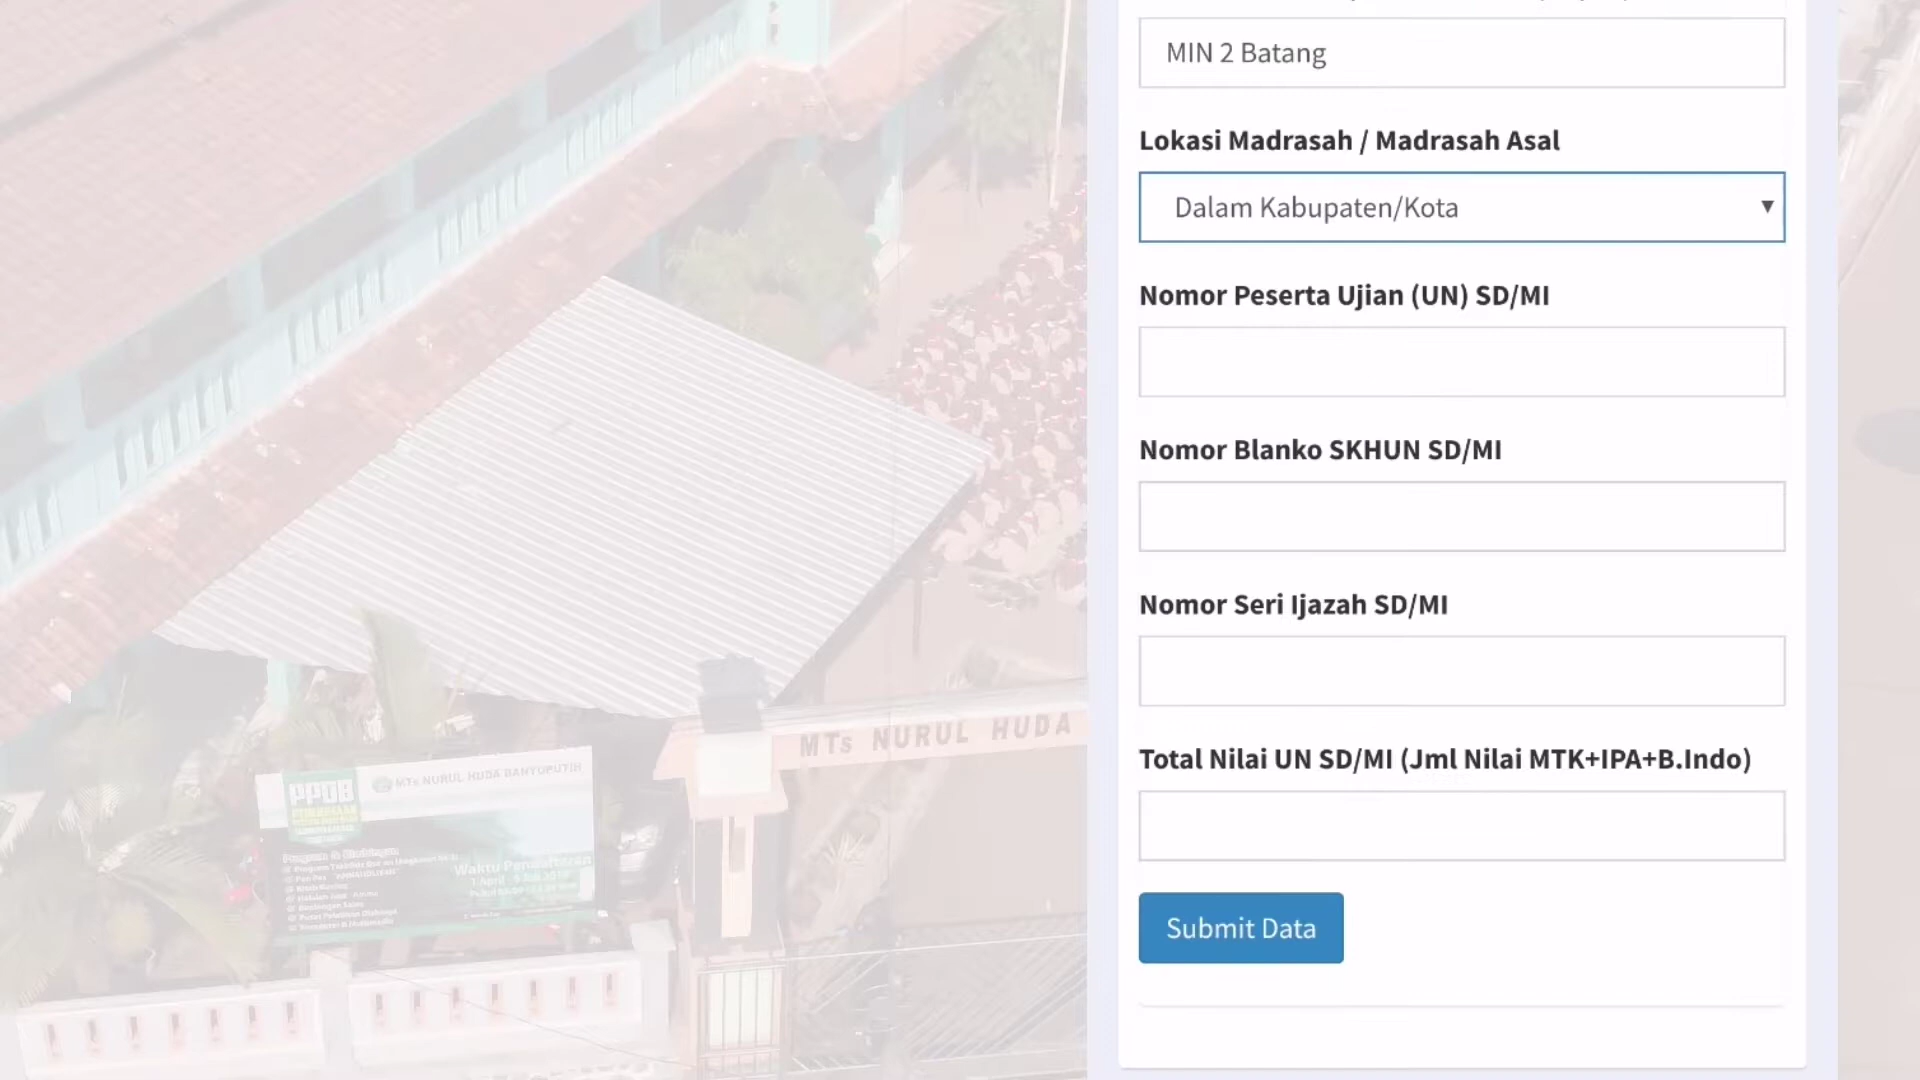 MIN 2 Batang
Lokasi Madrasah / Madrasah Asal
Dalam Kabupaten/Kota
Nomor Peserta Ujian (UN) SD/MI
Nomor Blanko SKHUN SD/MI
Nomor Seri Ijazah SD/MI
Total Nilai UN SD/MI (Jml Nilai MTK+IPA+B.Indo)
Submit Data
MTs NURUL HUDA
MTs NURUL HUDA BANYUPUTIH
PPDB
Waktu Pendaftaran